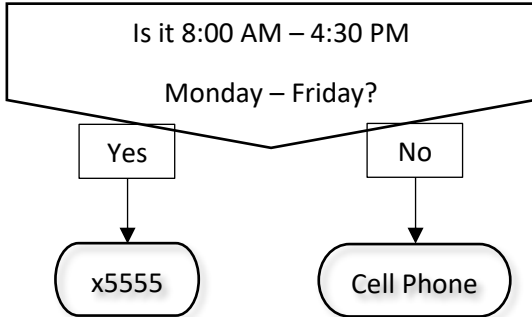 Is it 8:00 AM – 4:30 PM
Monday – Friday?
Yes
No
x5555
Cell Phone